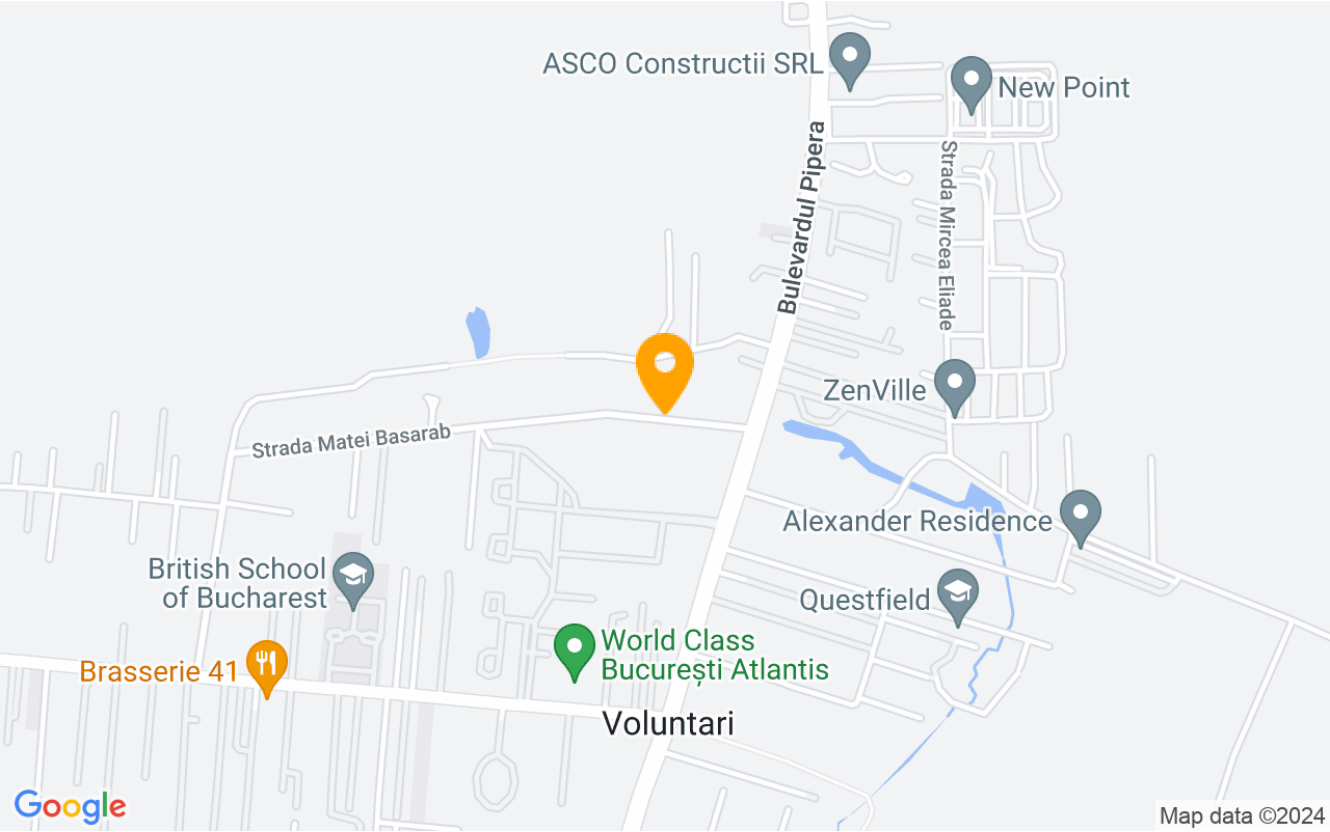 ASCO Constructii SRL
New Point
Bulevardul Pipera
Strada Mircea Eliade
ZenVille
Strada Matei Basarab
Alexander Residence
British School
of Bucharest
Questfield
World Class
București Atlantis
Brasserie 41
Voluntari
Google
Map data ©2024